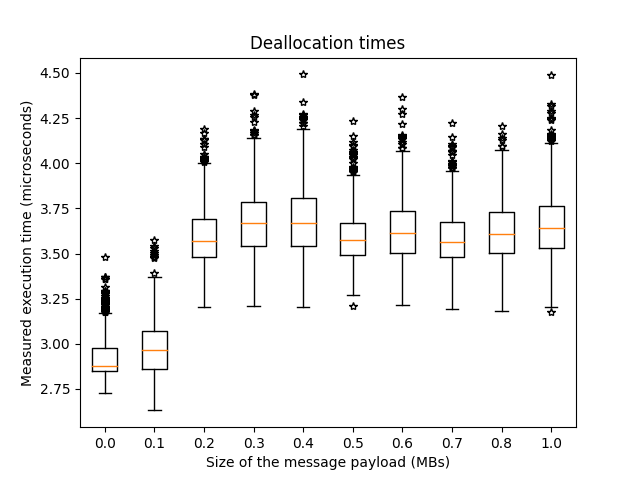 Deallocation times
Measured execution time (microseconds)
4.50
4.25
4.00
3.75
3.50
3.25
3.00
2.75
0.0 0.1 0.2 0.3 0.4 0.5 0.6 0.7 0.8 1.0
Size of the message payload (MBs)